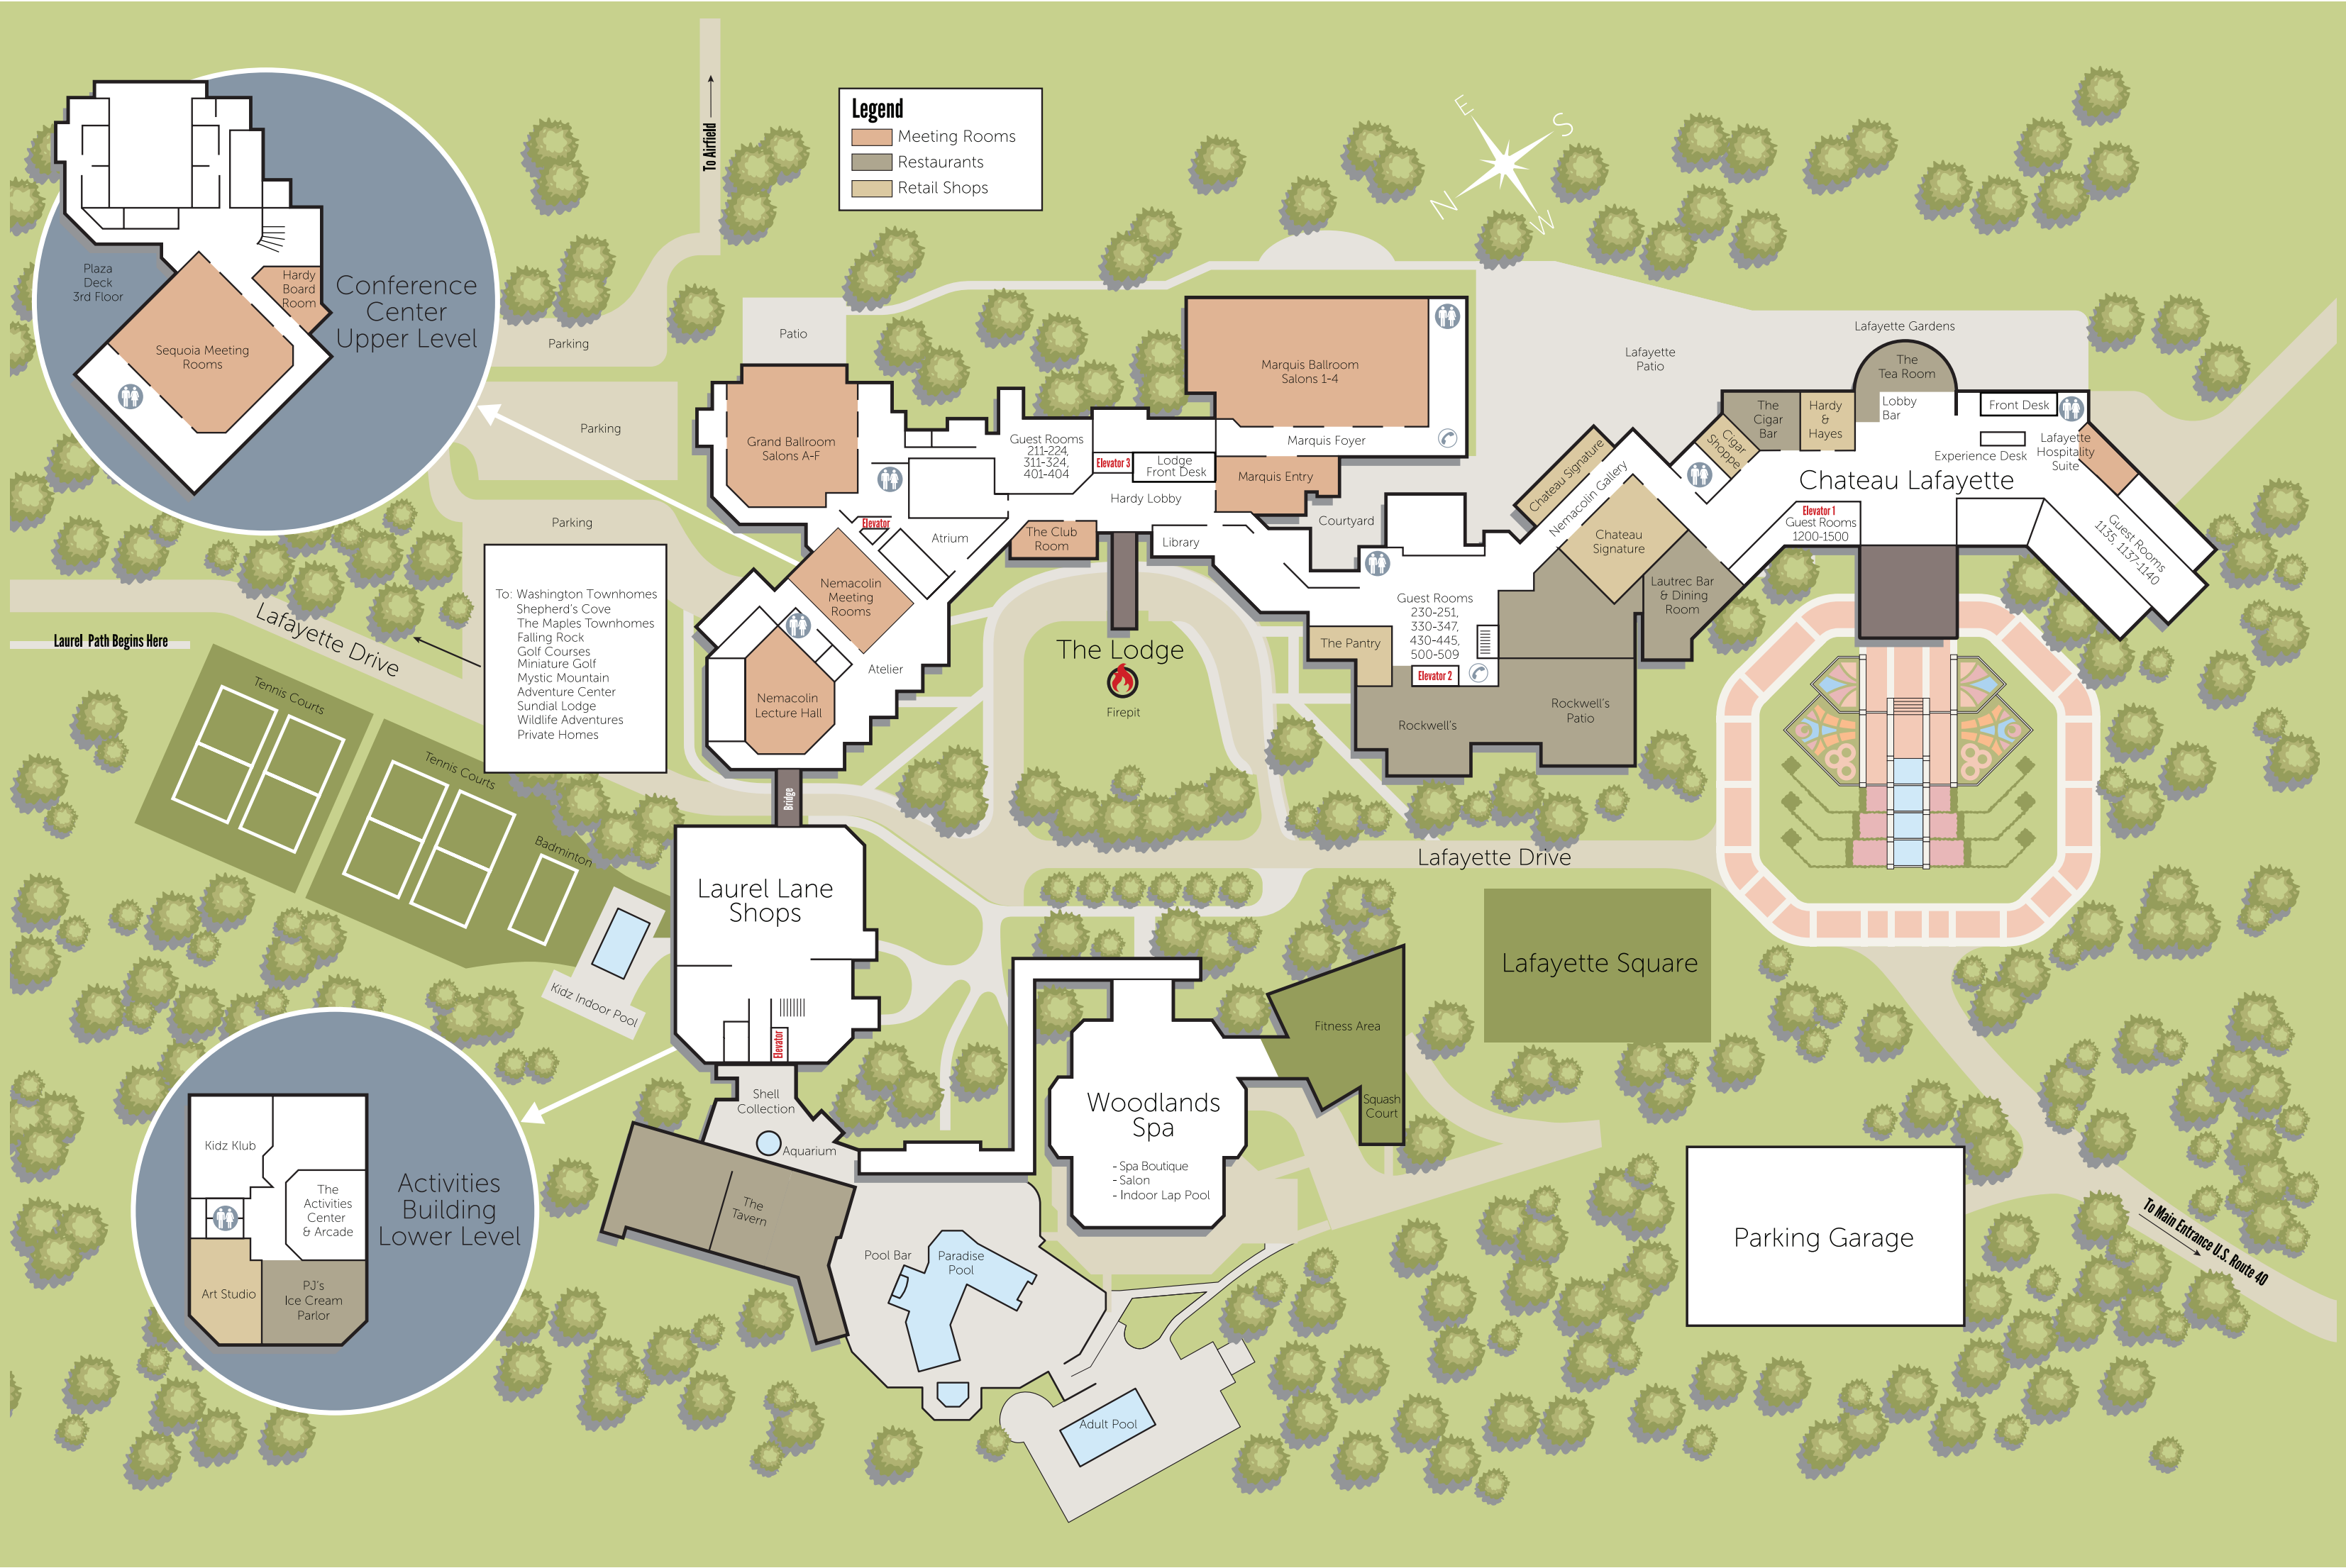 To Airfield
Legend
Meeting Rooms
Restaurants
Retail Shops
E
S
N
W
Plaza
Deck
3rd Floor
Hardy
Board
Room
Sequoia Meeting
Rooms
Conference
Center
Upper Level
Parking
Parking
Parking
Patio
Grand Ballroom
Salons A-F
Elevator
Guest Rooms
211-224,
311-324,
401-404
Elevator 3
Lodge
Front Desk
Hardy Lobby
Marquis Ballroom
Salons 1-4
Marquis Foyer
Marquis Entry
Courtyard
Atrium
The Club
Room
Library
Nemacolin
Meeting
Rooms
Atelier
Nemacolin
Lecture Hall
Bridge
Lafayette
Patio
Lafayette Gardens
The
Tea Room
Lobby
Bar
Front Desk
The
Cigar
Bar
Hardy
&
Hayes
Cigar
Shoppe
Experience Desk
Lafayette
Hospitality
Suite
Chateau Lafayette
Chateau Signature
Nemacolin Gallery
Chateau
Signature
Lautrec Bar
& Dining
Room
Elevator 1
Guest Rooms
1200-1500
Guest Rooms
1135, 1137-1140
Guest Rooms
230-251,
330-347,
430-445,
500-509
Elevator 2
The Pantry
Rockwell's
Rockwell's
Patio
The Lodge
Firepit
To: Washington Townhomes
Shepherd's Cove
The Maples Townhomes
Falling Rock
Golf Courses
Miniature Golf
Mystic Mountain
Adventure Center
Sundial Lodge
Wildlife Adventures
Private Homes
Lafayette Drive
Laurel Path Begins Here
Tennis Courts
Tennis Courts
Badminton
Kidz Indoor Pool
Laurel Lane
Shops
Elevator
Lafayette Drive
Lafayette Square
Fitness Area
Squash
Court
Woodlands
Spa
- Spa Boutique
- Salon
- Indoor Lap Pool
Shell
Collection
Aquarium
The
Tavern
Pool Bar
Paradise
Pool
Adult Pool
Kidz Klub
The
Activities
Center
& Arcade
Art Studio
PJ's
Ice Cream
Parlor
Activities
Building
Lower Level
Parking Garage
To Main Entrance U.S. Route 40